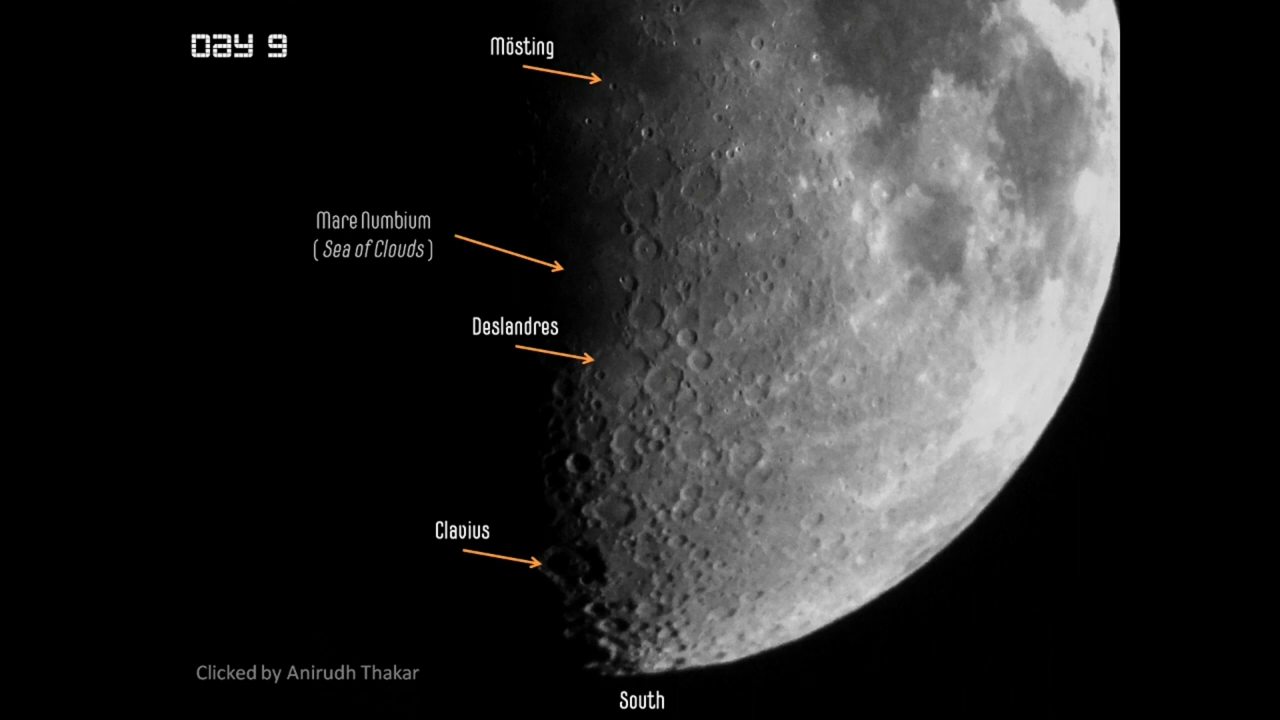 Day 9
Mösting
Mare Numbium
( Sea of Clouds )
Deslandres
Clavius
Clicked by Anirudh Thakar
South